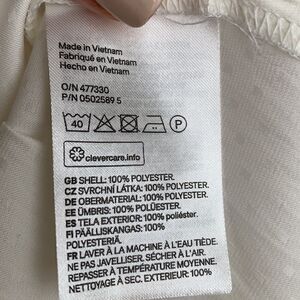 Made in Vietnam
Fabriqué en Vietnam
Hecho en Vietnam
O/N 477330
P/N 0502589 5
40 P
clevercare.info
GB SHELL: 100% POLYESTER.
CZ SVRCHNÍ LÁTKA: 100% POLYESTER.
DE OBERMATERIAL: 100% POLYESTER.
EE ÜMBRIS: 100% POLÜESTER.
ES TELA EXTERIOR: 100% poliéster.
FI PÄÄLLISKANGAS: 100%
POLYESTERIÄ.
FR LAVER À LA MACHINE À L'EAU TIÈDE.
NE PAS JAVELLISER. SÉCHER À L'AIR.
REPASSER À TEMPÉRATURE MOYENNE.
NETTOYAGE À SEC. EXTÉRIEUR: 100%